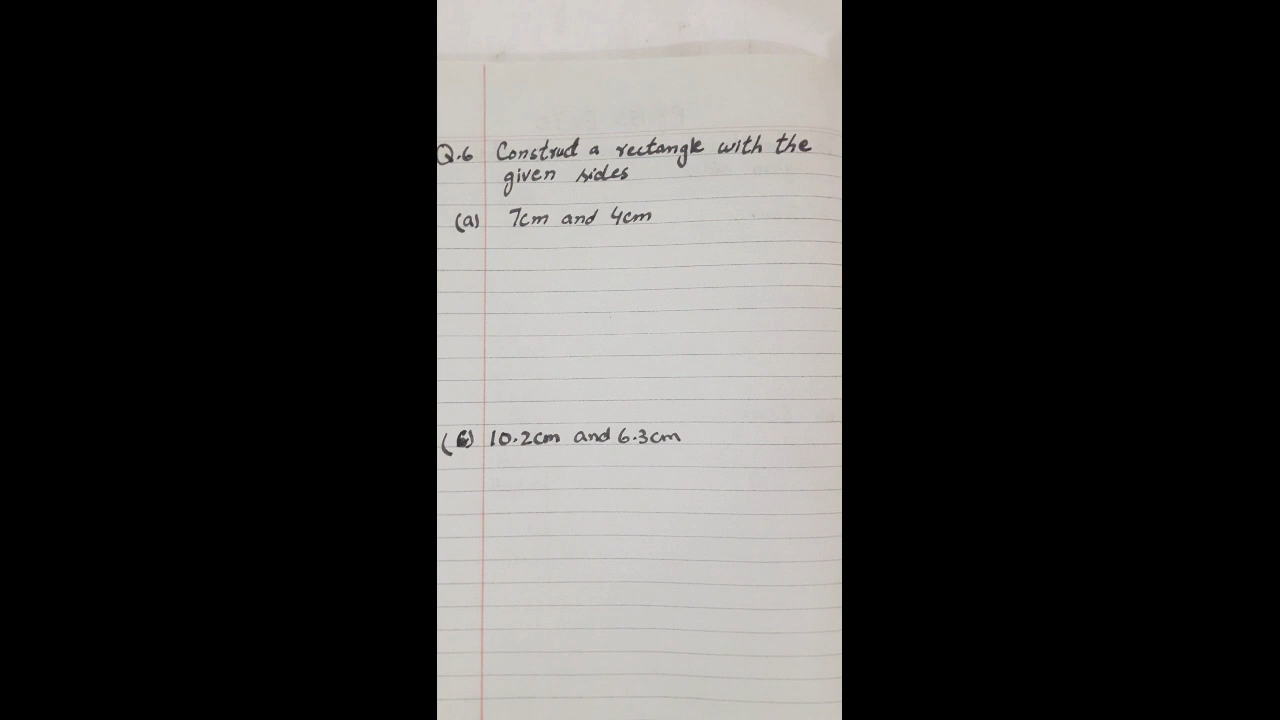 Q.6 Construct a rectangle with the
given sides
(a) 7cm and 4cm
(c) 10.2cm and 6.3cm